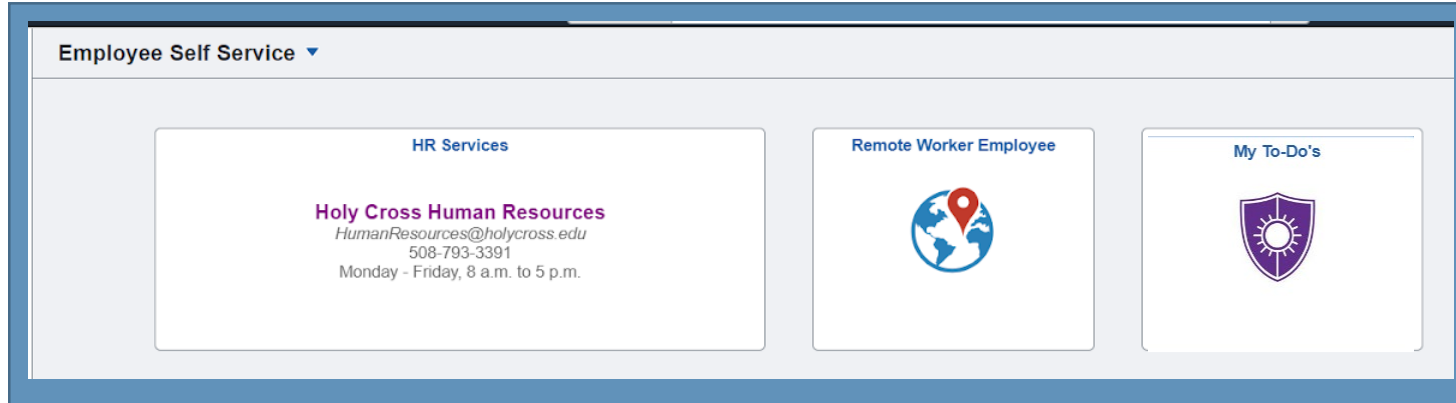 Employee Self Service
HR Services
Holy Cross Human Resources
HumanResources@holycross.edu
508-793-3391
Monday - Friday, 8 a.m. to 5 p.m.
Remote Worker Employee
My To-Do's